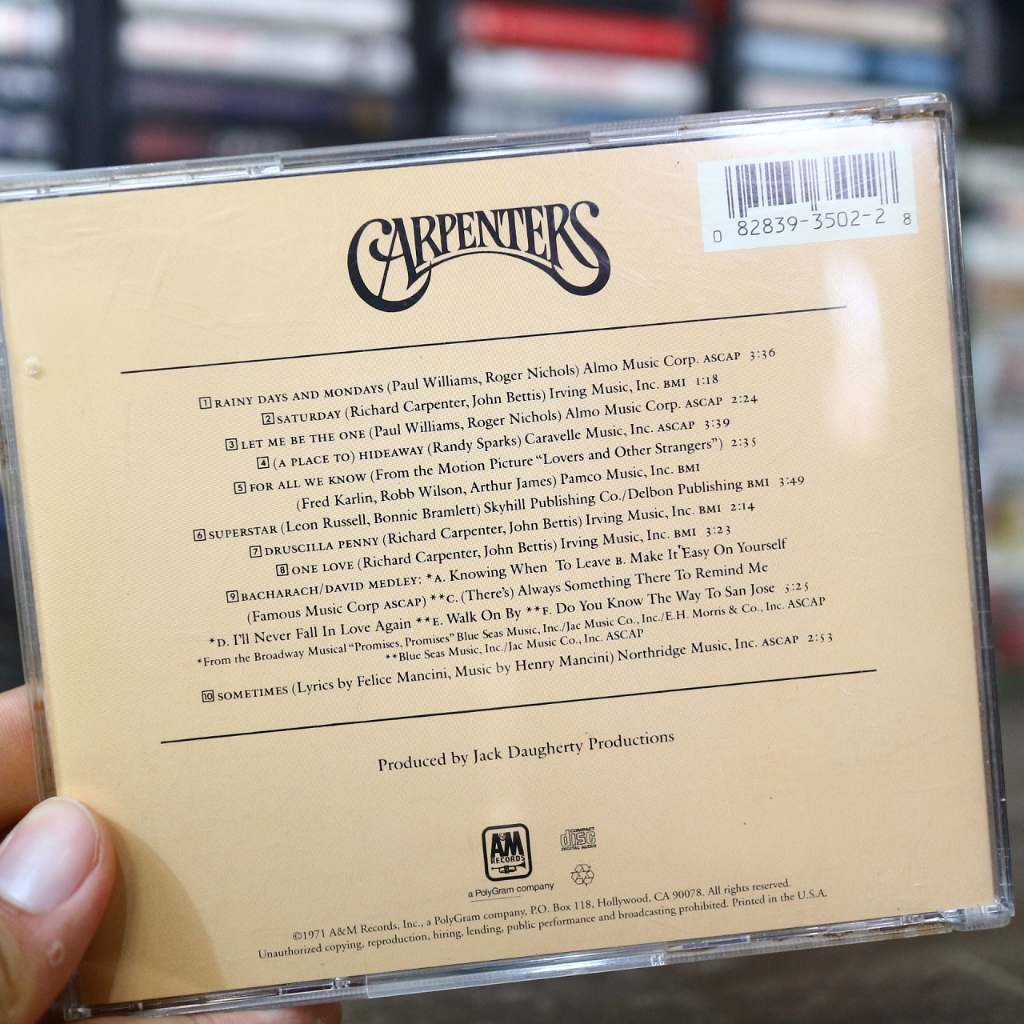 CARPENTERS
0 82839-3502-2 8
1 RAINY DAYS AND MONDAYS (Paul Williams, Roger Nichols) Almo Music Corp. ASCAP 3:36
2 SATURDAY (Richard Carpenter, John Bettis) Irving Music, Inc. BMI 1:18
3 LET ME BE THE ONE (Paul Williams, Roger Nichols) Almo Music Corp. ASCAP 2:24
4 (A PLACE TO) HIDEAWAY (Randy Sparks) Caravelle Music, Inc. ASCAP 3:39
5 FOR ALL WE KNOW (From the Motion Picture “Lovers and Other Strangers”) 2:35
(Fred Karlin, Robb Wilson, Arthur James) Pamco Music, Inc. BMI
6 SUPERSTAR (Leon Russell, Bonnie Bramlett) Skyhill Publishing Co./Delbon Publishing BMI 3:49
7 DRUSCILLA PENNY (Richard Carpenter, John Bettis) Irving Music, Inc. BMI 2:14
8 ONE LOVE (Richard Carpenter, John Bettis) Irving Music, Inc. BMI 3:23
9 BACHARACH/DAVID MEDLEY: *A. Knowing When To Leave B. Make It Easy On Yourself
(Famous Music Corp ASCAP) **C. (There's) Always Something There To Remind Me
*D. I'll Never Fall In Love Again **E. Walk On By **F. Do You Know The Way To San Jose 5:25
*From the Broadway Musical “Promises, Promises” Blue Seas Music, Inc./Jac Music Co., Inc./E.H. Morris & Co., Inc. ASCAP
**Blue Seas Music, Inc./Jac Music Co., Inc. ASCAP
10 SOMETIMES (Lyrics by Felice Mancini, Music by Henry Mancini) Northridge Music, Inc. ASCAP 2:53
Produced by Jack Daugherty Productions
A&M
RECORDS
a PolyGram company
COMPACT
disc
DIGITAL AUDIO
©1971 A&M Records, Inc., a PolyGram company, P.O. Box 118, Hollywood, CA 90078. All rights reserved.
Unauthorized copying, reproduction, hiring, lending, public performance and broadcasting prohibited. Printed in the U.S.A.